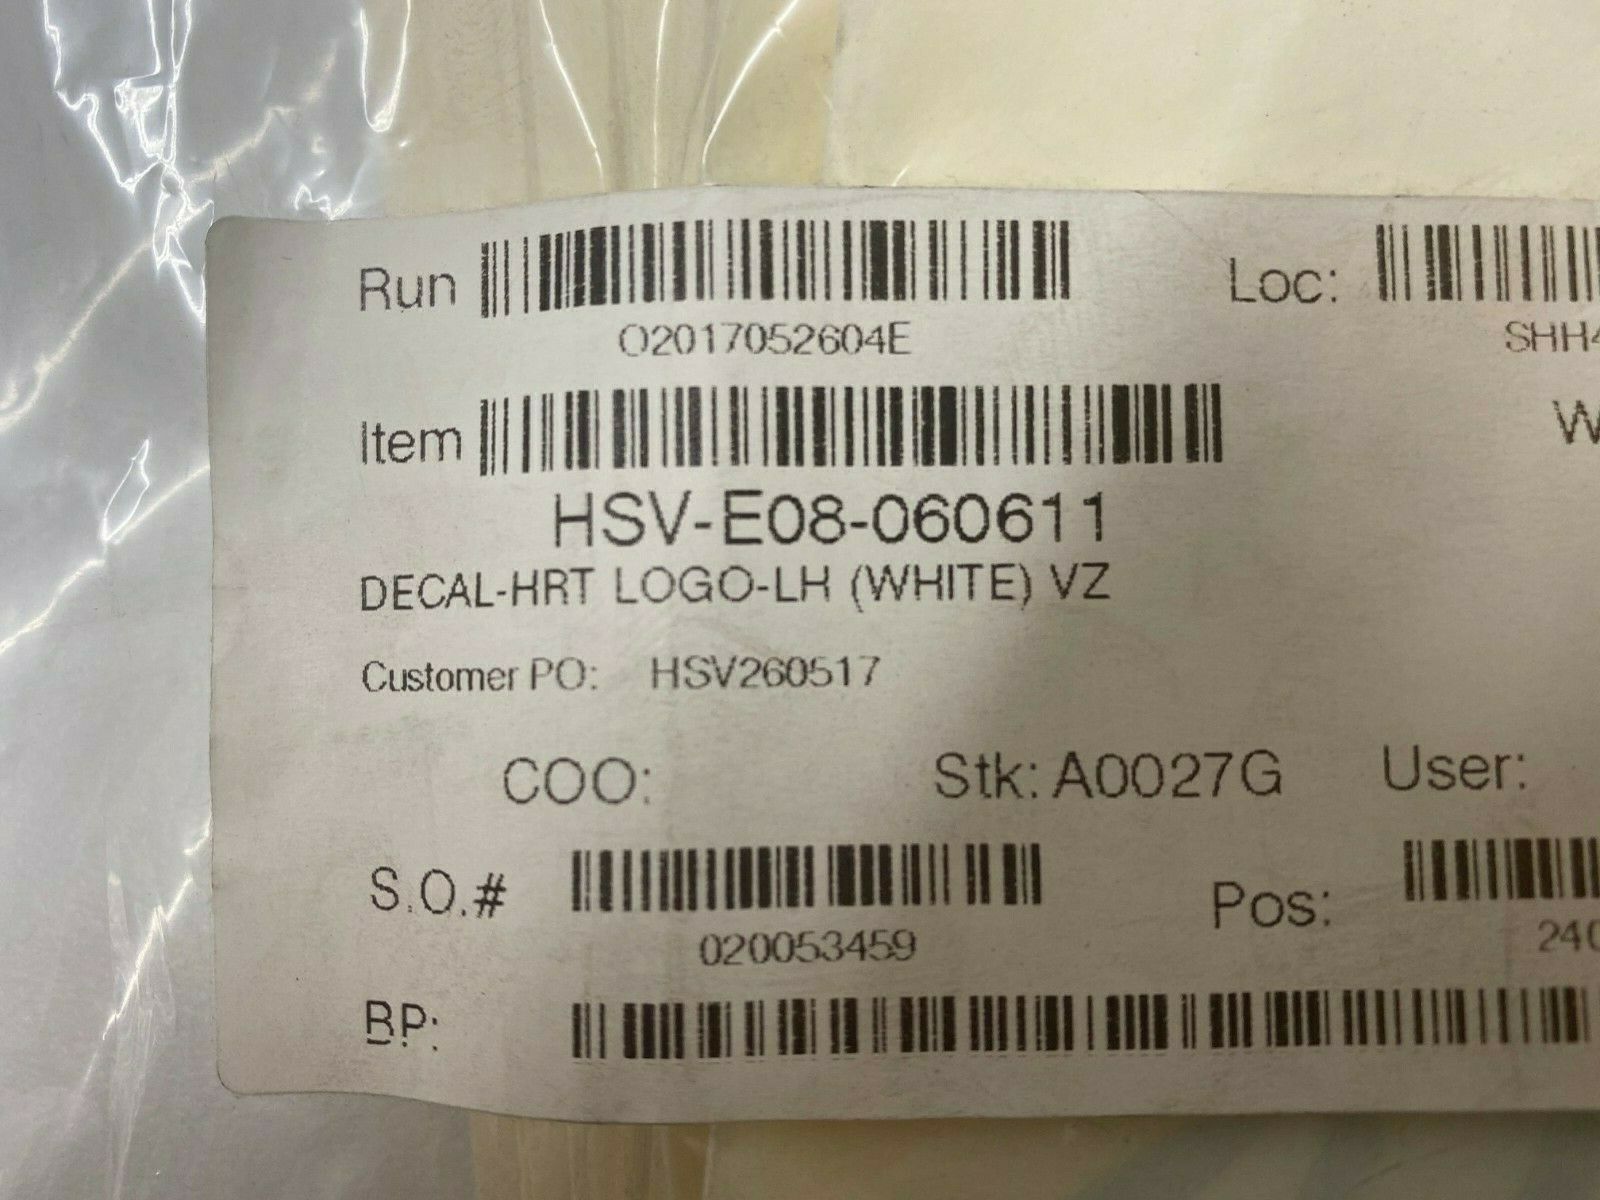 Run
Loc:
O2017052604E
SHH4
Item
W
HSV-E08-060611
DECAL-HRT LOGO-LH (WHITE) VZ
Customer PO: HSV260517
COO: Stk: A0027G User:
S.O.#
Pos:
020053459
240
BP: